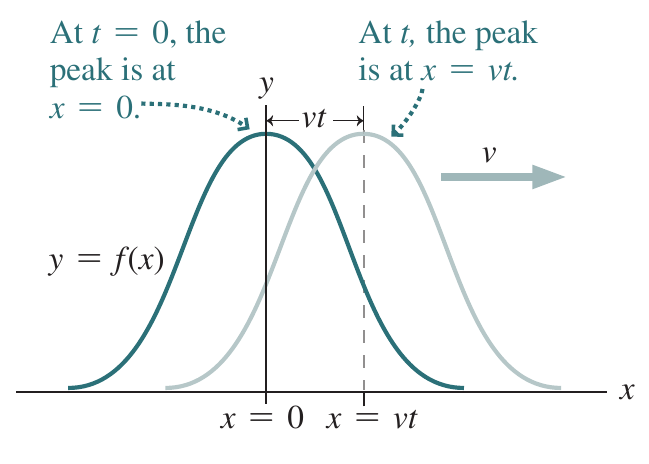 At t = 0, the
peak is at
x = 0.
At t, the peak
is at x = vt.
y
vt
v
y = f(x)
x
x = 0
x = vt